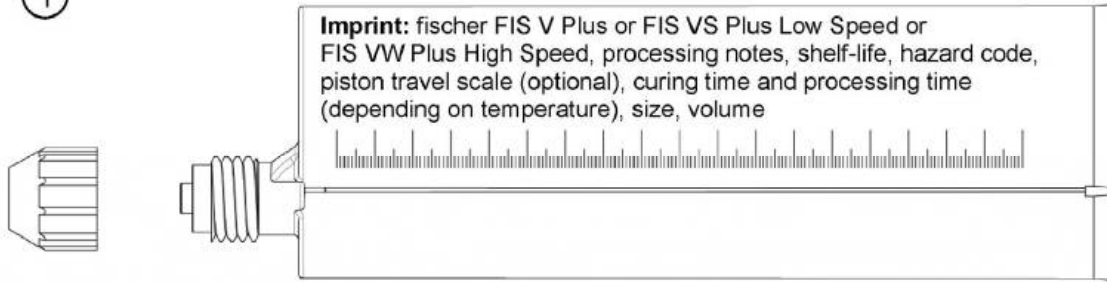 1
Imprint: fischer FIS V Plus or FIS VS Plus Low Speed or
FIS VW Plus High Speed, processing notes, shelf-life, hazard code,
piston travel scale (optional), curing time and processing time
(depending on temperature), size, volume